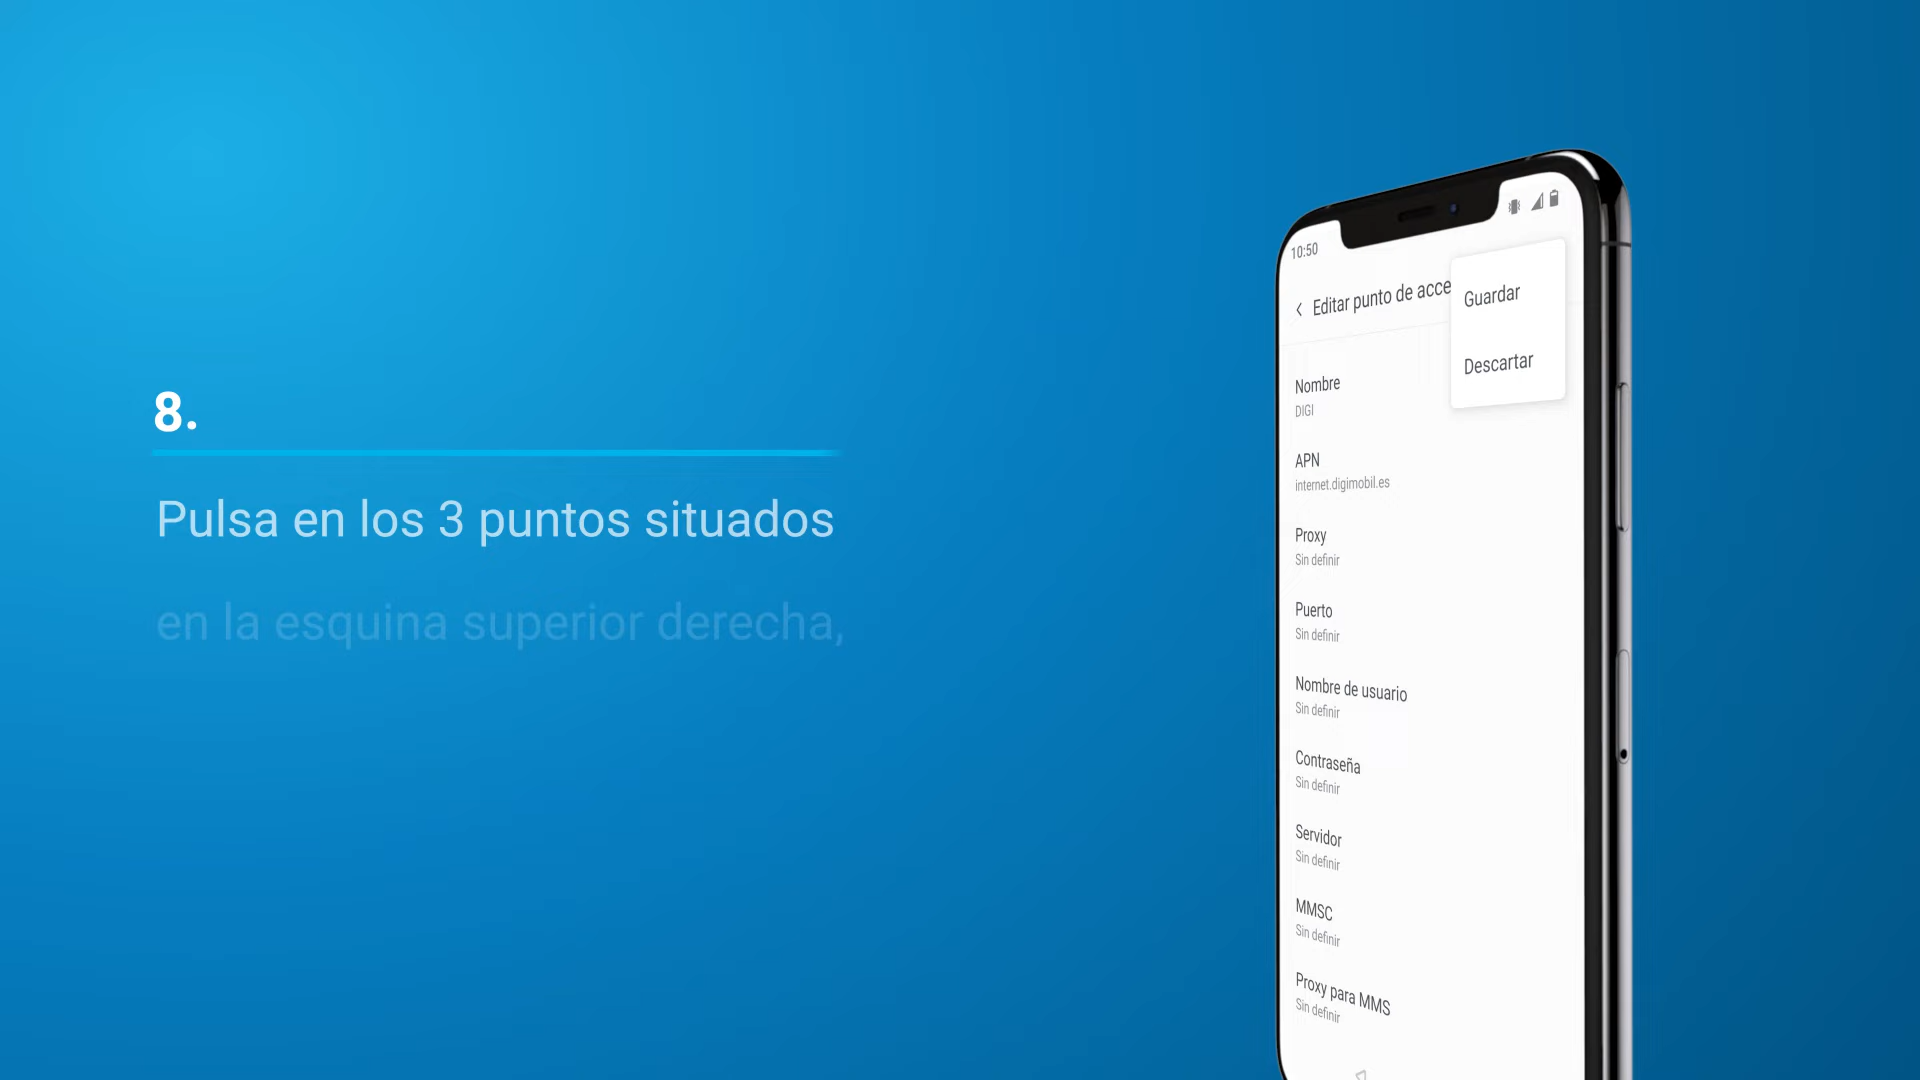 8.
Pulsa en los 3 puntos situados
en la esquina superior derecha,
10:50
Editar punto de acce
Guardar
Descartar
Nombre
DIGI
APN
internet.digimobil.es
Proxy
Sin definir
Puerto
Sin definir
Nombre de usuario
Sin definir
Contraseña
Sin definir
Servidor
Sin definir
MMSC
Sin definir
Proxy para MMS
Sin definir